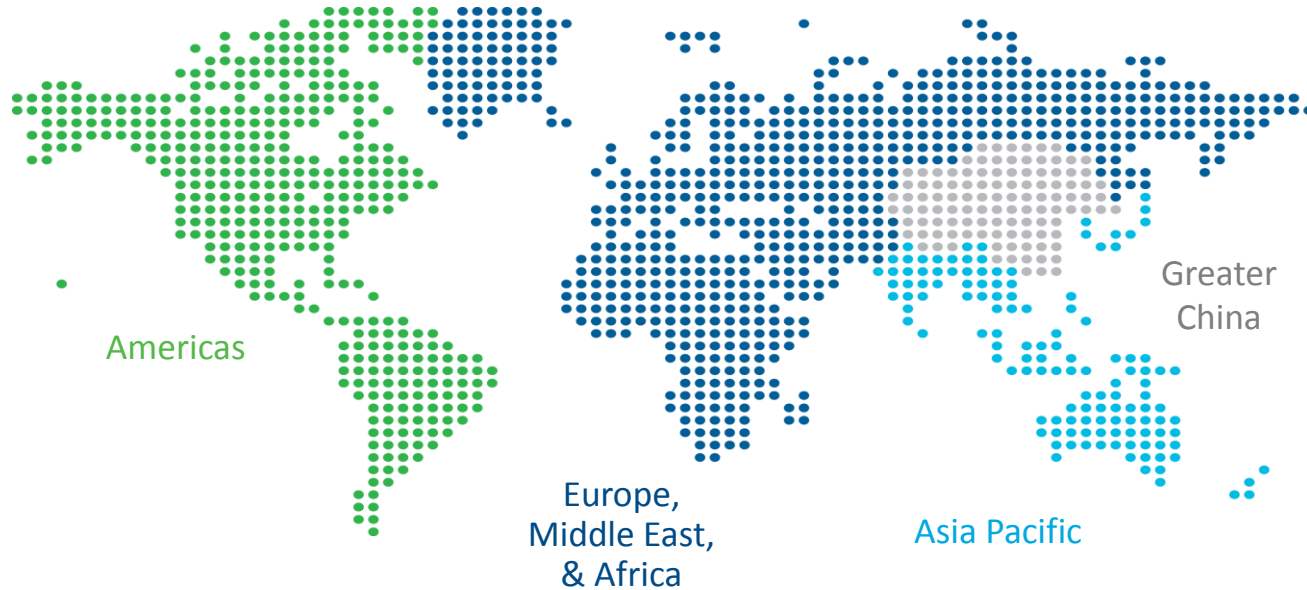 Americas
Europe,
Middle East,
& Africa
Asia Pacific
Greater
China